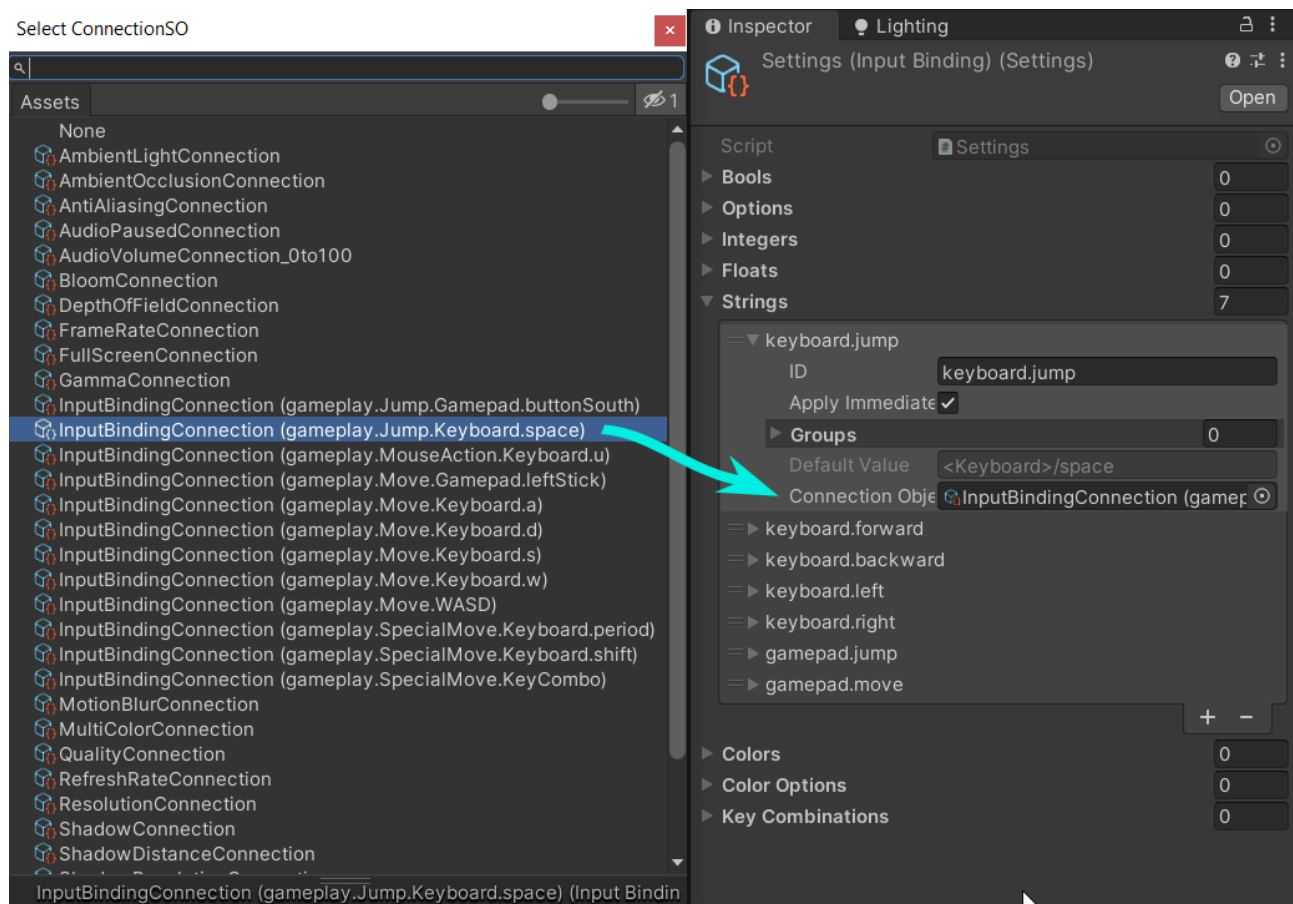 Select ConnectionSO
Assets
1
None
AmbientLightConnection
AmbientOcclusionConnection
AntiAliasingConnection
AudioPausedConnection
AudioVolumeConnection_0to100
BloomConnection
DepthOfFieldConnection
FrameRateConnection
FullScreenConnection
GammaConnection
InputBindingConnection (gameplay.Jump.Gamepad.buttonSouth)
InputBindingConnection (gameplay.Jump.Keyboard.space)
InputBindingConnection (gameplay.MouseAction.Keyboard.u)
InputBindingConnection (gameplay.Move.Gamepad.leftStick)
InputBindingConnection (gameplay.Move.Keyboard.a)
InputBindingConnection (gameplay.Move.Keyboard.d)
InputBindingConnection (gameplay.Move.Keyboard.s)
InputBindingConnection (gameplay.Move.Keyboard.w)
InputBindingConnection (gameplay.Move.WASD)
InputBindingConnection (gameplay.SpecialMove.Keyboard.period)
InputBindingConnection (gameplay.SpecialMove.Keyboard.shift)
InputBindingConnection (gameplay.SpecialMove.KeyCombo)
MotionBlurConnection
MultiColorConnection
QualityConnection
RefreshRateConnection
ResolutionConnection
ShadowConnection
ShadowDistanceConnection
InputBindingConnection (gameplay.Jump.Keyboard.space) (Input Bindin
Inspector Lighting
Settings (Input Binding) (Settings)
Open
Script Settings
Bools 0
Options 0
Integers 0
Floats 0
Strings 7
keyboard.jump
ID keyboard.jump
Apply Immediate
Groups 0
Default Value <Keyboard>/space
Connection Obje InputBindingConnection (gamep
keyboard.forward
keyboard.backward
keyboard.left
keyboard.right
gamepad.jump
gamepad.move
+ −
Colors 0
Color Options 0
Key Combinations 0